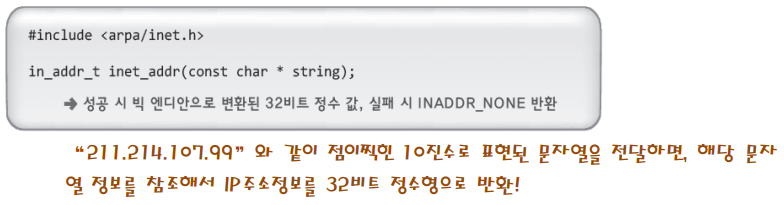 #include <arpa/inet.h>
in_addr_t inet_addr(const char * string);
➔ 성공 시 빅 엔디안으로 변환된 32비트 정수 값, 실패 시 INADDR_NONE 반환
“211.214.107.99” 와 같이 점이찍힌 10진수로 표현된 문자열을 전달하면, 해당 문자
열 정보를 참조해서 IP주소정보를 32비트 정수형으로 반환!